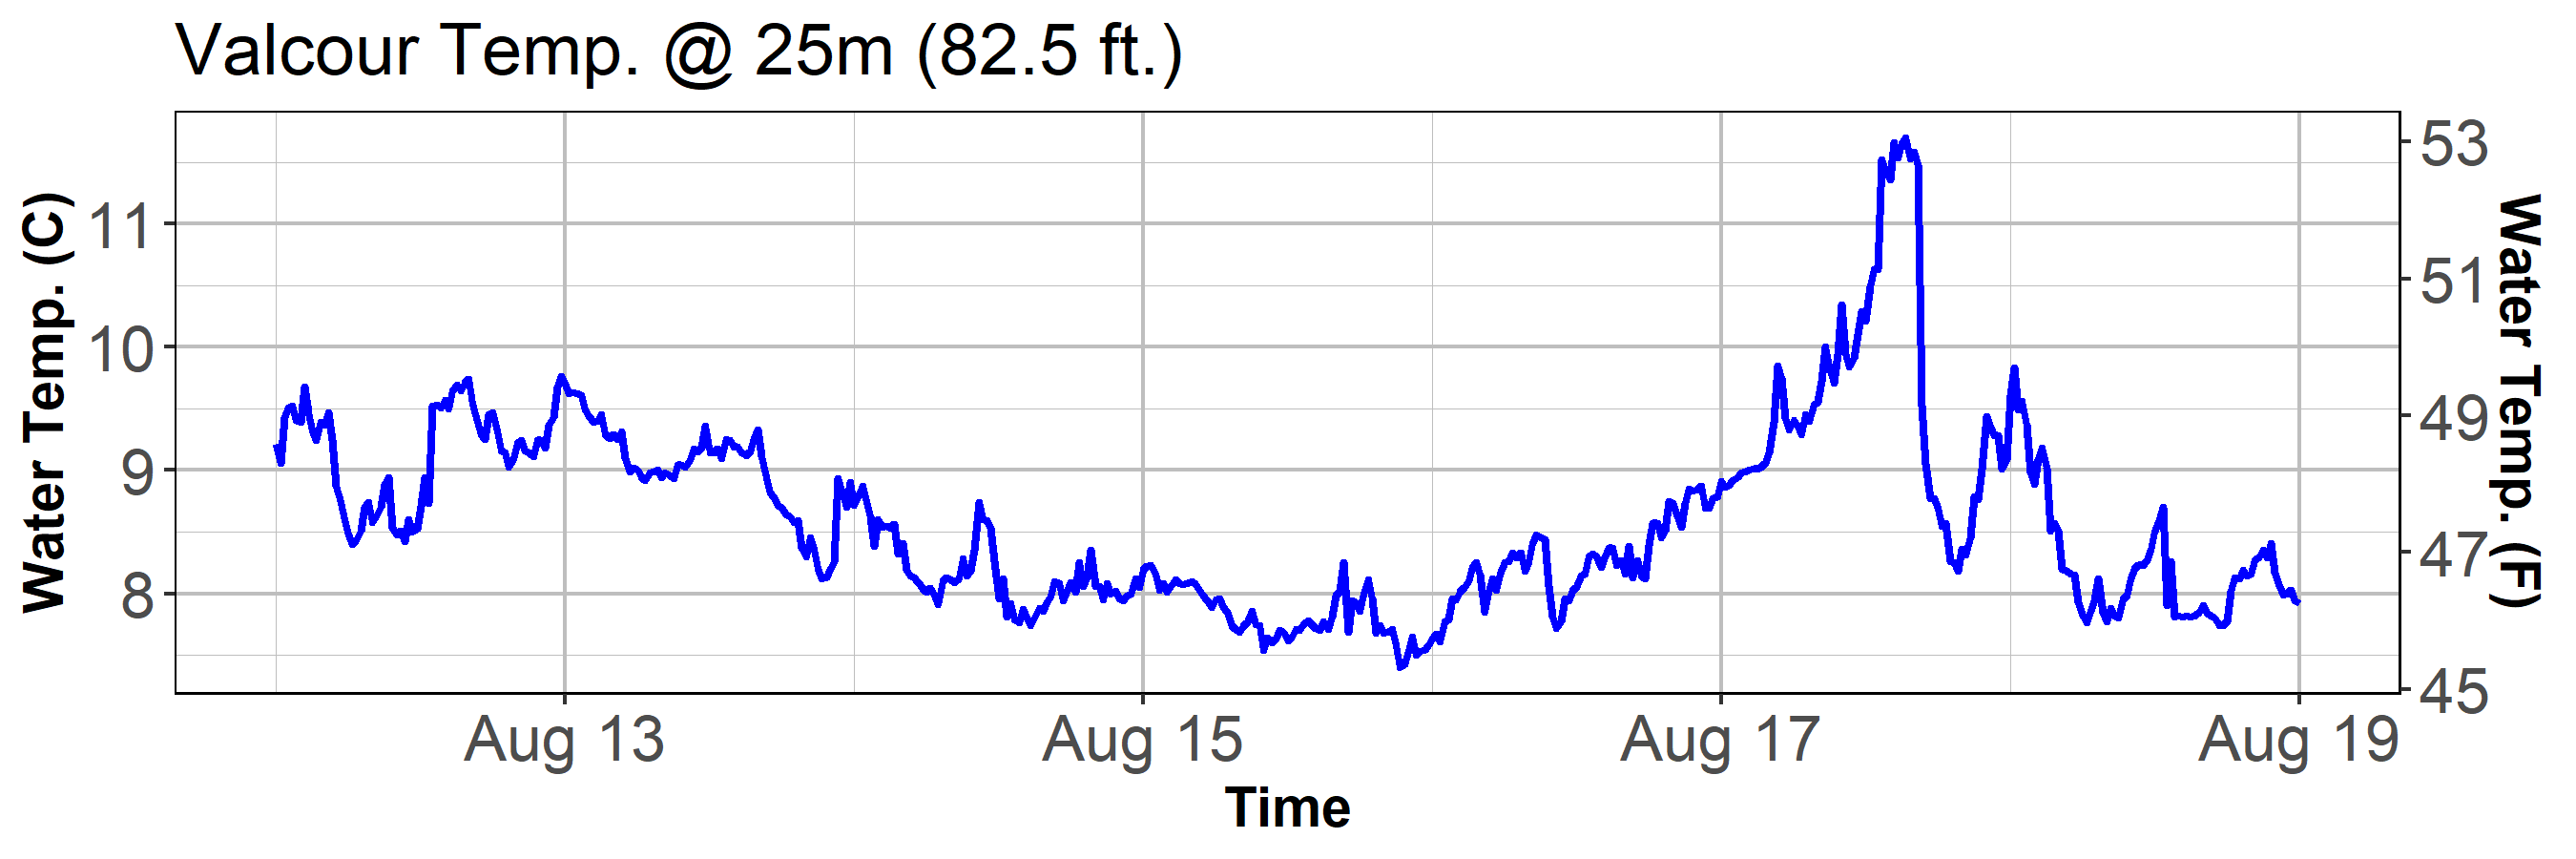 Valcour Temp. @ 25m (82.5 ft.)
Water Temp. (C)
11
10
9
8
53
51
49
47
45
Water Temp. (F)
Aug 13
Aug 15
Aug 17
Aug 19
Time